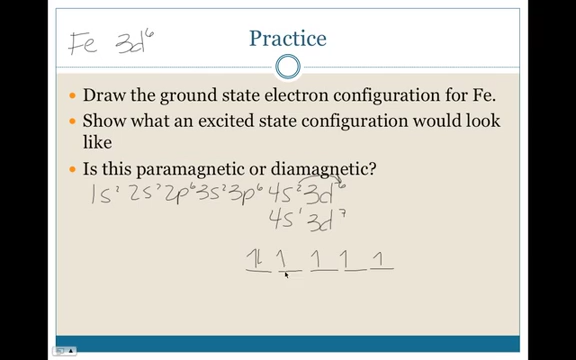 Fe 3d⁶
Practice
• Draw the ground state electron configuration for Fe.
• Show what an excited state configuration would look
like
• Is this paramagnetic or diamagnetic?
1s² 2s² 2p⁶ 3s² 3p⁶ 4s² 3d⁶
4s¹ 3d⁷
↿⇂ ↿ ↿ ↿ ↿